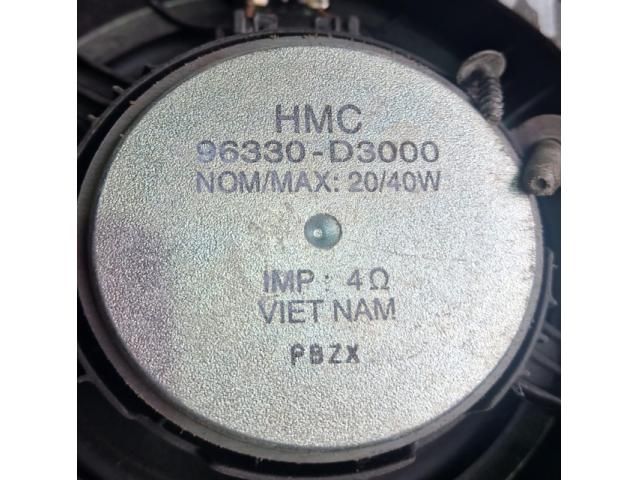 HMC
96330-D3000
NOM/MAX: 20/40W
IMP : 4Ω
VIET NAM
PBZX